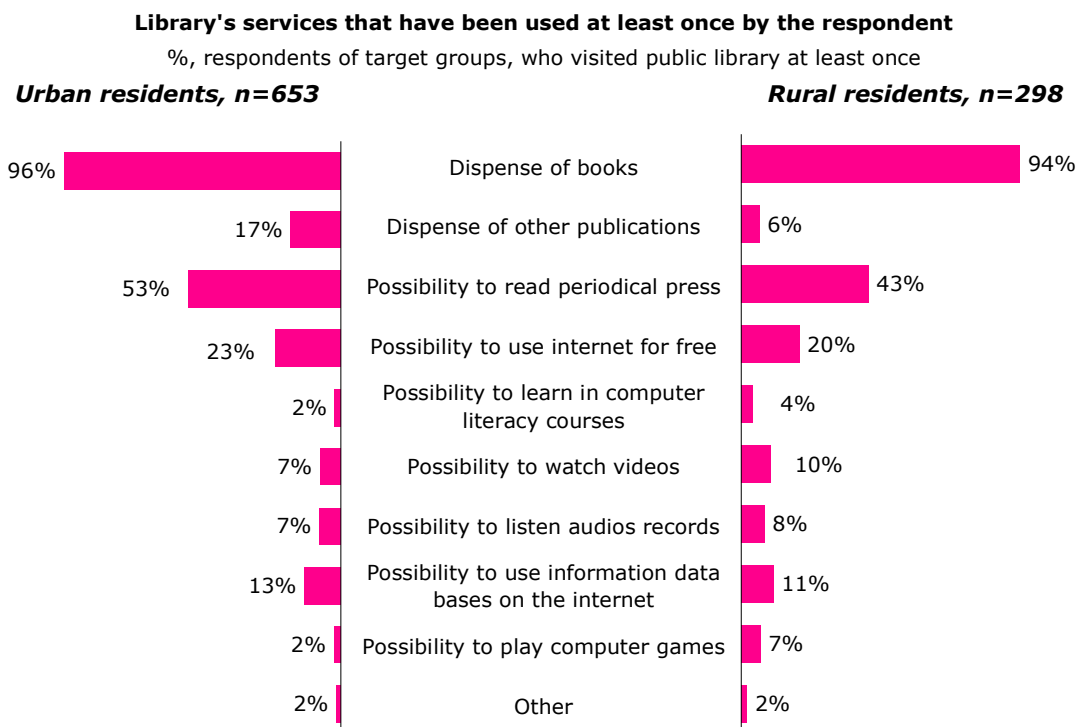 Library's services that have been used at least once by the respondent
%, respondents of target groups, who visited public library at least once
Urban residents, n=653
Rural residents, n=298
96%
Dispense of books
94%
17%
Dispense of other publications
6%
53%
Possibility to read periodical press
43%
23%
Possibility to use internet for free
20%
2%
Possibility to learn in computer
literacy courses
4%
7%
Possibility to watch videos
10%
7%
Possibility to listen audios records
8%
13%
Possibility to use information data
bases on the internet
11%
2%
Possibility to play computer games
7%
2%
Other
2%